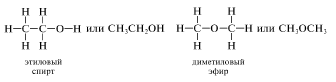 H H H H
H—C—C—O—H или CH₃CH₂OH H—C—O—C—H или CH₃OCH₃
H H H H
этиловый диметиловый
спирт эфир